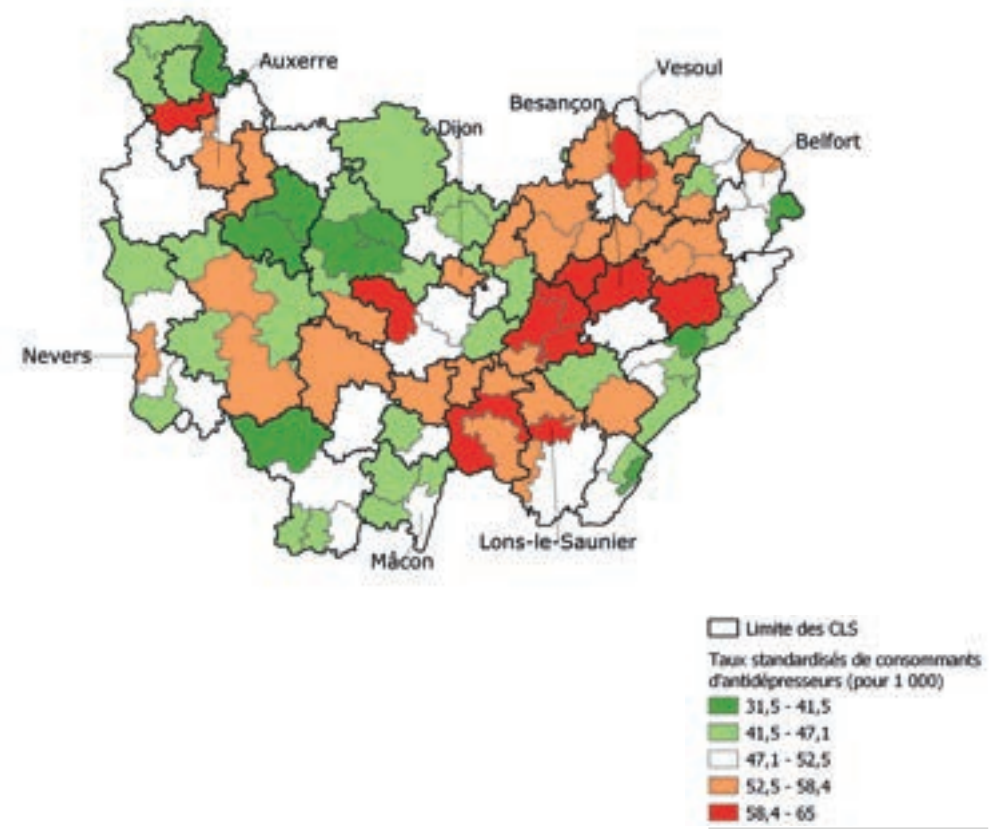 Auxerre
Vesoul
Besançon
Dijon
Belfort
Nevers
Lons-le-Saunier
Mâcon
Limite des CLS
Taux standardisés de consommants
d'antidépresseurs (pour 1 000)
31,5 - 41,5
41,5 - 47,1
47,1 - 52,5
52,5 - 58,4
58,4 - 65